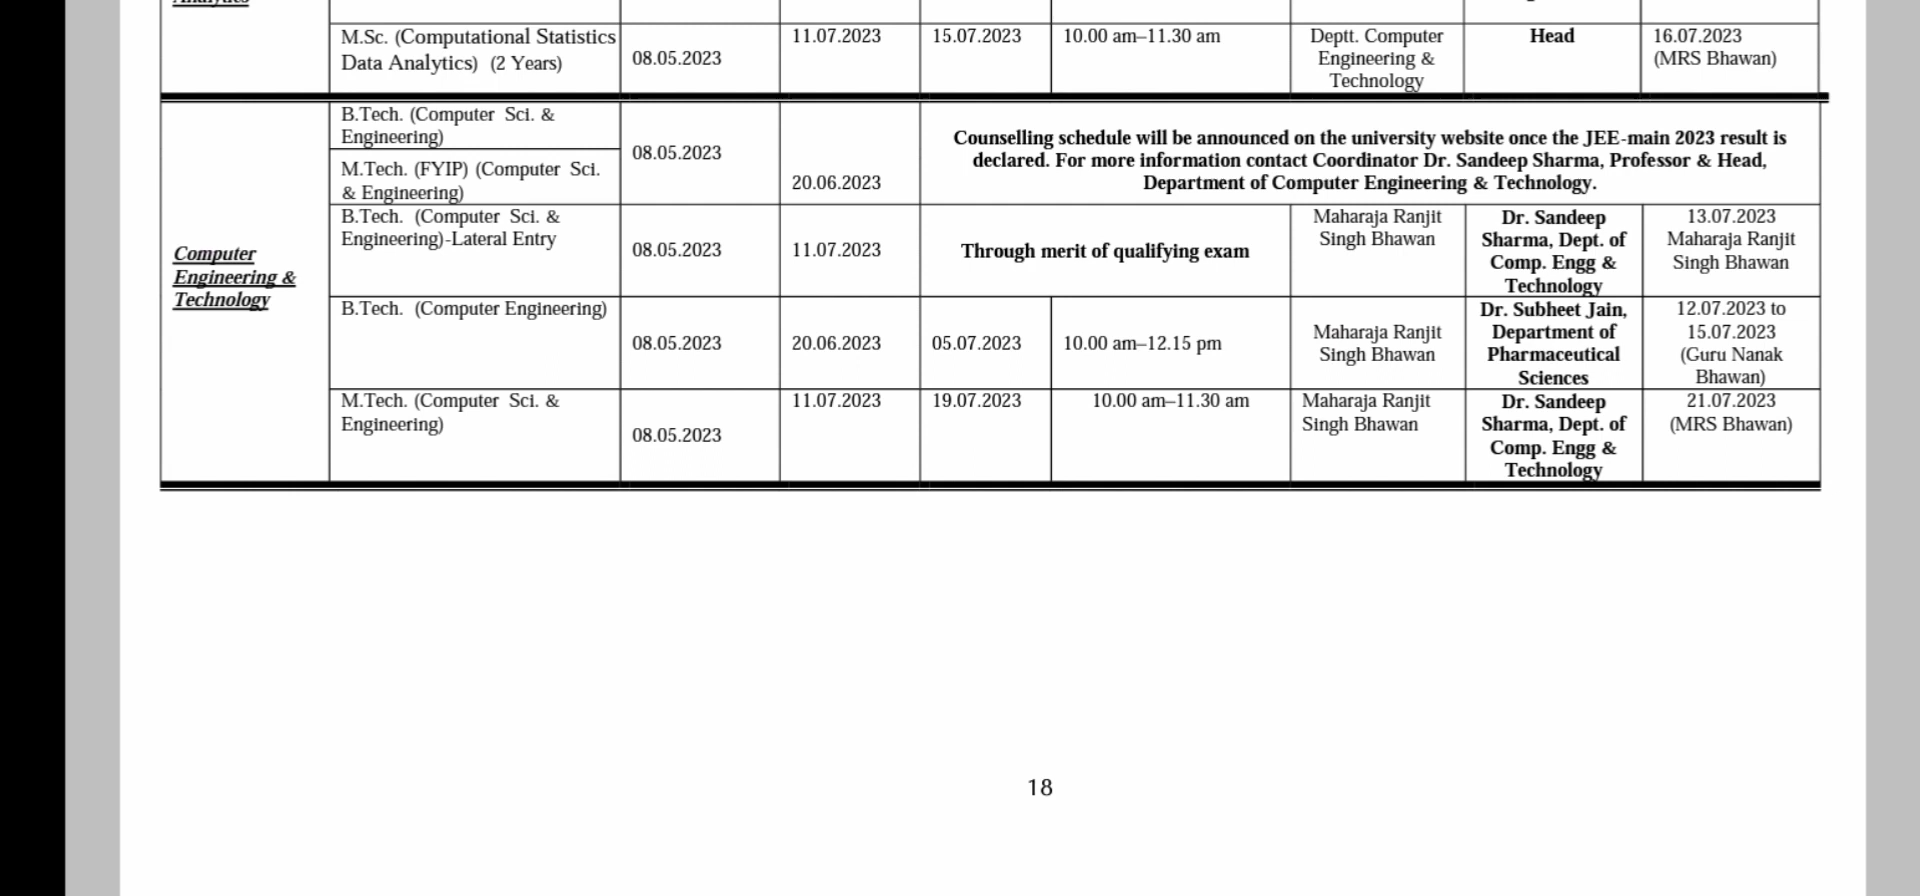 Analytics
M.Sc. (Computational Statistics
Data Analytics) (2 Years)
08.05.2023
11.07.2023
15.07.2023
10.00 am–11.30 am
Deptt. Computer
Engineering &
Technology
Head
16.07.2023
(MRS Bhawan)
Computer
Engineering &
Technology
B.Tech. (Computer Sci. &
Engineering)
M.Tech. (FYIP) (Computer Sci.
& Engineering)
08.05.2023
20.06.2023
Counselling schedule will be announced on the university website once the JEE-main 2023 result is
declared. For more information contact Coordinator Dr. Sandeep Sharma, Professor & Head,
Department of Computer Engineering & Technology.
B.Tech. (Computer Sci. &
Engineering)-Lateral Entry
08.05.2023
11.07.2023
Through merit of qualifying exam
Maharaja Ranjit
Singh Bhawan
Dr. Sandeep
Sharma, Dept. of
Comp. Engg &
Technology
13.07.2023
Maharaja Ranjit
Singh Bhawan
B.Tech. (Computer Engineering)
08.05.2023
20.06.2023
05.07.2023
10.00 am–12.15 pm
Maharaja Ranjit
Singh Bhawan
Dr. Subheet Jain,
Department of
Pharmaceutical
Sciences
12.07.2023 to
15.07.2023
(Guru Nanak
Bhawan)
M.Tech. (Computer Sci. &
Engineering)
08.05.2023
11.07.2023
19.07.2023
10.00 am–11.30 am
Maharaja Ranjit
Singh Bhawan
Dr. Sandeep
Sharma, Dept. of
Comp. Engg &
Technology
21.07.2023
(MRS Bhawan)
18